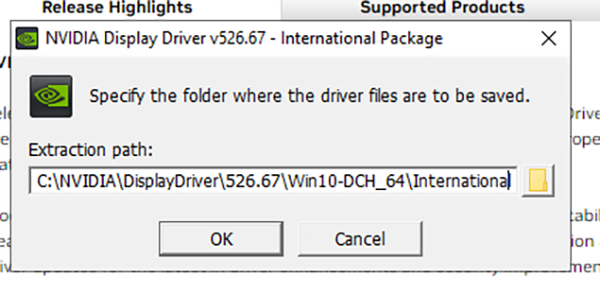 Release Highlights
Supported Products
NVIDIA Display Driver v526.67 - International Package
Specify the folder where the driver files are to be saved.
Extraction path:
C:\NVIDIA\DisplayDriver\526.67\Win10-DCH_64\International
OK
Cancel